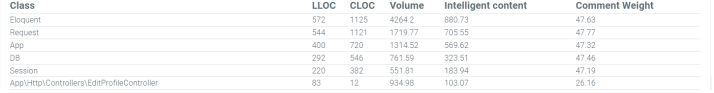 Class LLOC CLOC Volume Intelligent content Comment Weight
Eloquent 572 1125 4264.2 880.73 47.63
Request 544 1121 1719.77 705.55 47.77
App 400 720 1314.52 569.62 47.32
DB 292 546 761.59 323.51 47.46
Session 220 382 551.81 183.94 47.19
App\Http\Controllers\EditProfileController 83 12 934.98 103.07 26.16